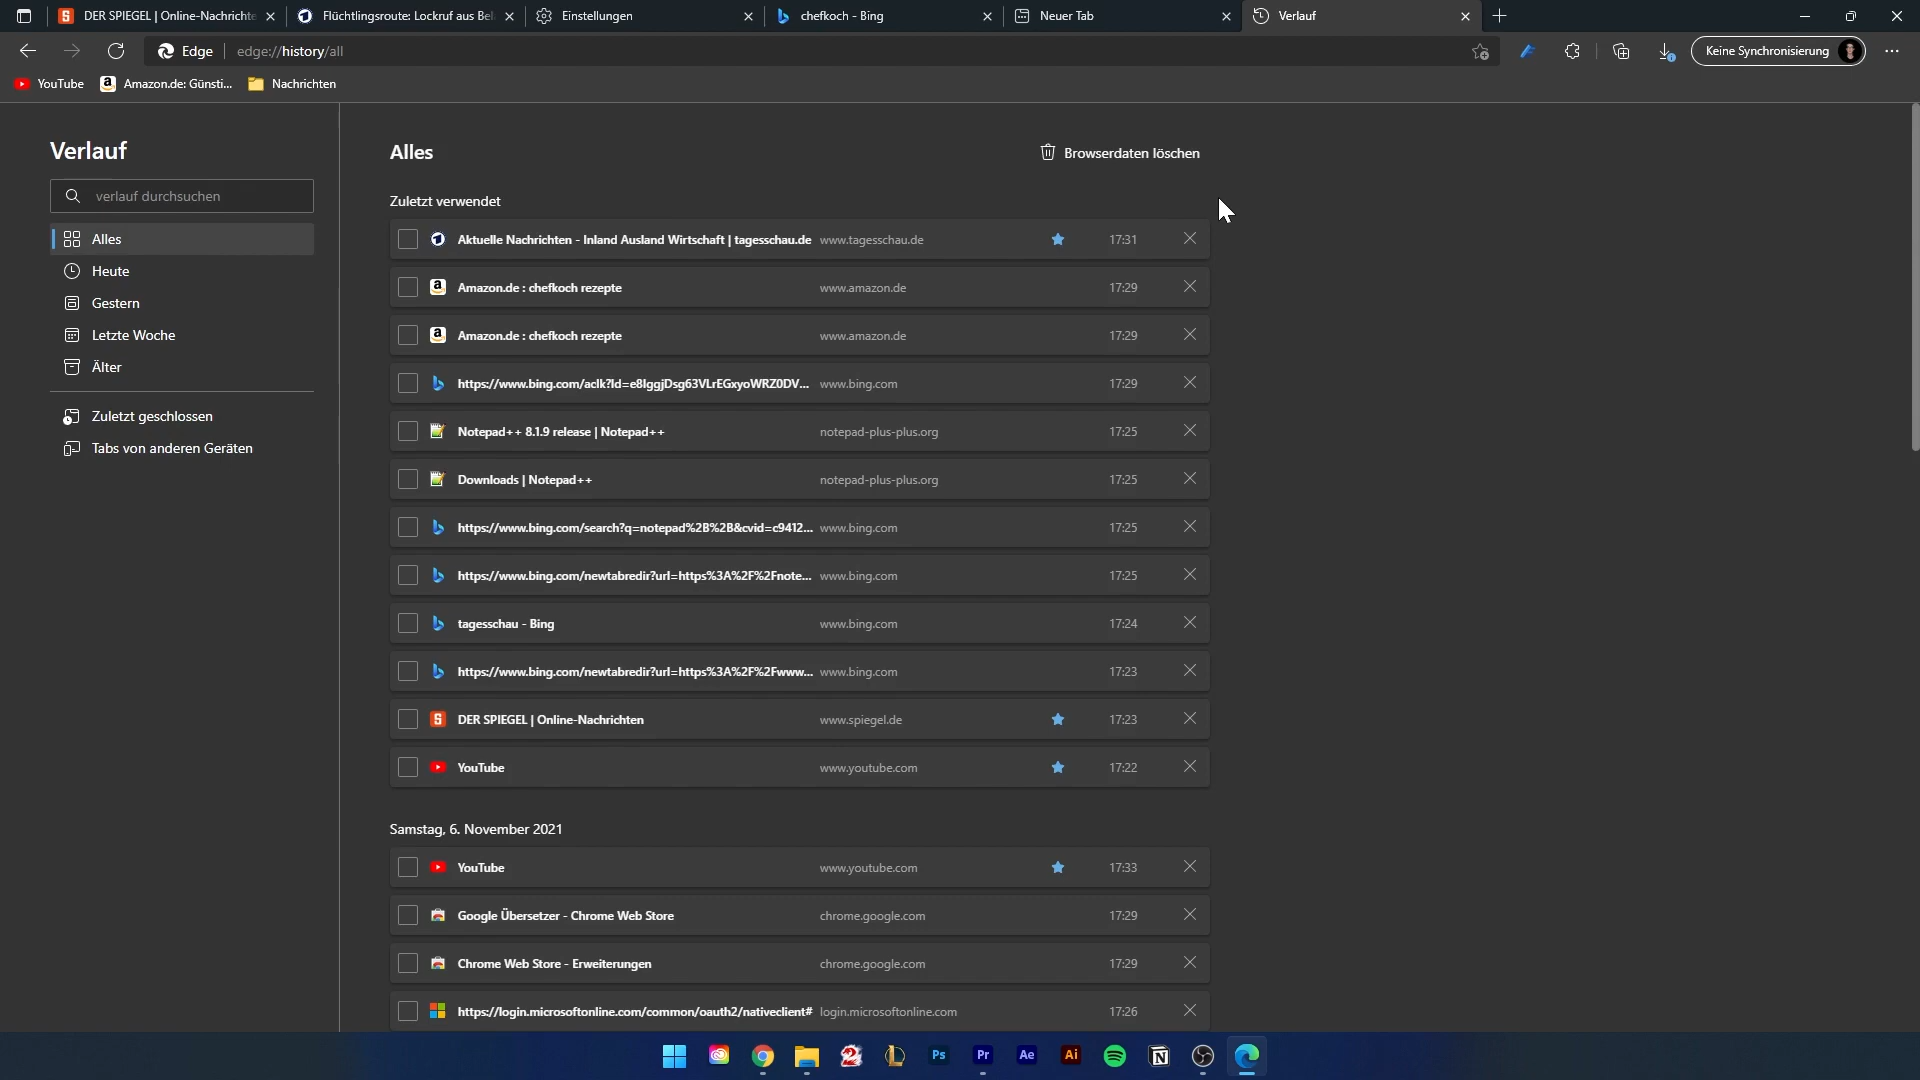 DER SPIEGEL | Online-Nachrichte
Flüchtlingsroute: Lockruf aus Bel
Einstellungen
chefkoch - Bing
Neuer Tab
Verlauf
Edge
edge://history/all
Keine Synchronisierung
YouTube
Amazon.de: Günsti...
Nachrichten
Verlauf
verlauf durchsuchen
Alles
Heute
Gestern
Letzte Woche
Älter
Zuletzt geschlossen
Tabs von anderen Geräten
Alles
Browserdaten löschen
Zuletzt verwendet
Aktuelle Nachrichten - Inland Ausland Wirtschaft | tagesschau.de www.tagesschau.de 17:31
Amazon.de : chefkoch rezepte www.amazon.de 17:29
Amazon.de : chefkoch rezepte www.amazon.de 17:29
https://www.bing.com/aclk?ld=e8lggjDsg63VLrEGxyoWRZ0DV... www.bing.com 17:29
Notepad++ 8.1.9 release | Notepad++ notepad-plus-plus.org 17:25
Downloads | Notepad++ notepad-plus-plus.org 17:25
https://www.bing.com/search?q=notepad%2B%2B&cvid=c9412... www.bing.com 17:25
https://www.bing.com/newtabredir?url=https%3A%2F%2Fnote... www.bing.com 17:25
tagesschau - Bing www.bing.com 17:24
https://www.bing.com/newtabredir?url=https%3A%2F%2Fwww... www.bing.com 17:23
DER SPIEGEL | Online-Nachrichten www.spiegel.de 17:23
YouTube www.youtube.com 17:22
Samstag, 6. November 2021
YouTube www.youtube.com 17:33
Google Übersetzer - Chrome Web Store chrome.google.com 17:29
Chrome Web Store - Erweiterungen chrome.google.com 17:29
https://login.microsoftonline.com/common/oauth2/nativeclient# login.microsoftonline.com 17:26
Ps
Pr
Ae
Ai